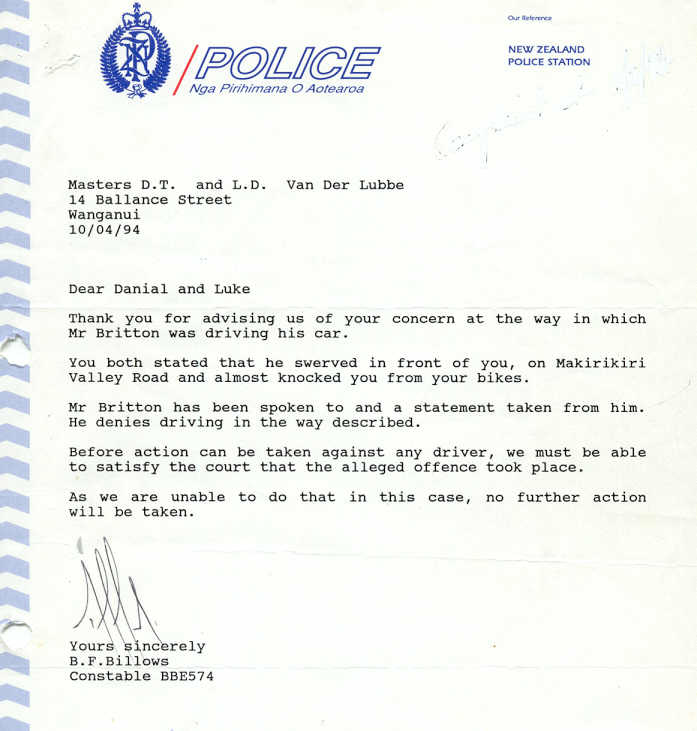 Our Reference
NEW ZEALAND
POLICE STATION
POLICE
Nga Pirihimana O Aotearoa
Masters D.T. and L.D. Van Der Lubbe
14 Ballance Street
Wanganui
10/04/94
Dear Danial and Luke
Thank you for advising us of your concern at the way in which
Mr Britton was driving his car.
You both stated that he swerved in front of you, on Makirikiri
Valley Road and almost knocked you from your bikes.
Mr Britton has been spoken to and a statement taken from him.
He denies driving in the way described.
Before action can be taken against any driver, we must be able
to satisfy the court that the alleged offence took place.
As we are unable to do that in this case, no further action
will be taken.
Yours sincerely
B.F.Billows
Constable BBE574